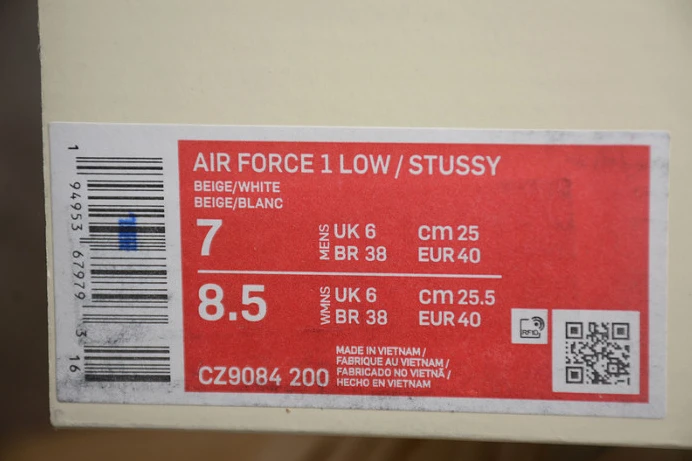 AIR FORCE 1 LOW / STUSSY
BEIGE/WHITE
BEIGE/BLANC
7
MENS
UK 6 cm 25
BR 38 EUR 40
8.5
WMNS
UK 6 cm 25.5
BR 38 EUR 40
CZ9084 200
MADE IN VIETNAM /
FABRIQUE AU VIETNAM /
FABRICADO NO VIETNÃ /
HECHO EN VIETNAM
RFID
1 94953 67979 3 16